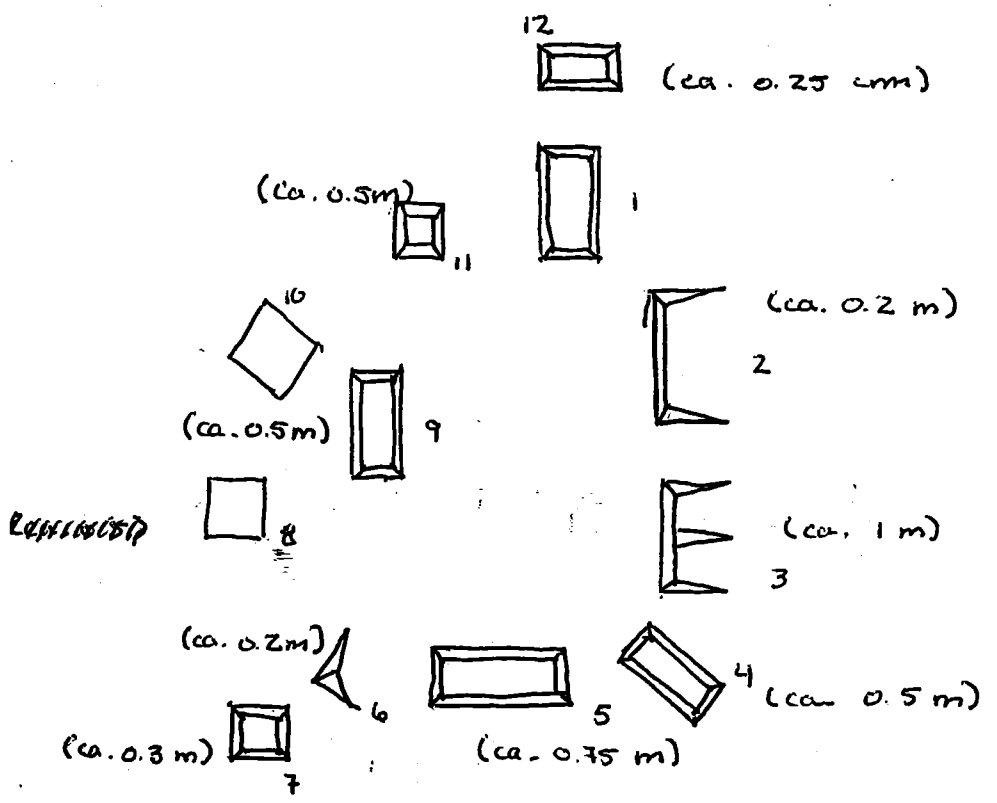 12
(ca. 0.25 cm)
1
(ca. 0.5m)
11
10
(ca. 0.2 m)
2
(ca. 0.5m)
9
8
(ca. 1 m)
3
(ca. 0.2m)
6
5
4
(ca. 0.5 m)
(ca. 0.3 m)
7
(ca. 0.75 m)